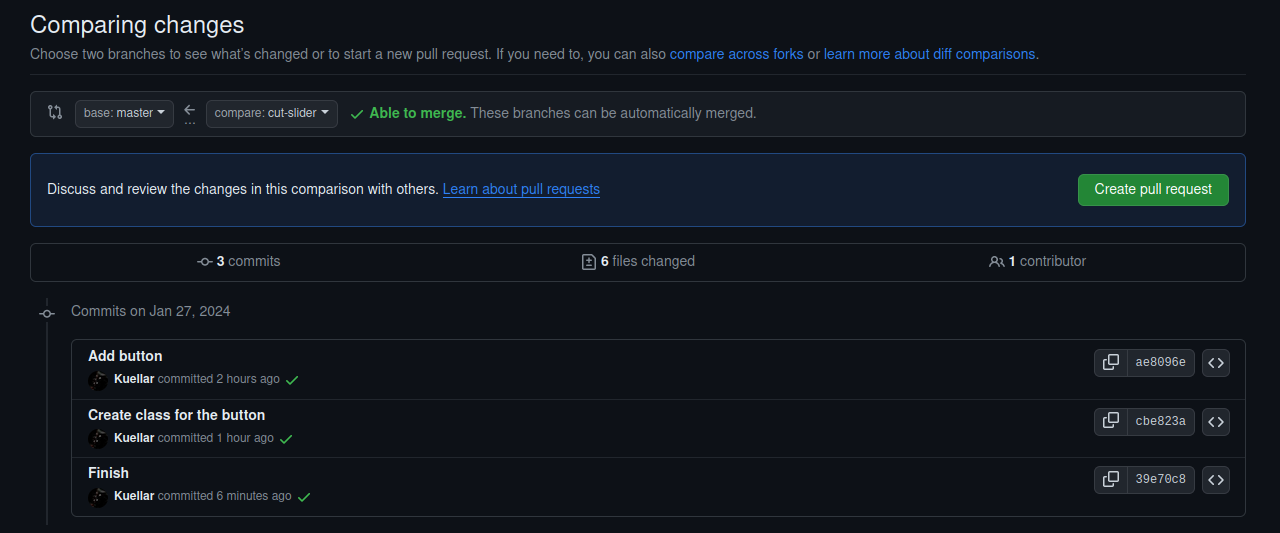 Comparing changes
Choose two branches to see what's changed or to start a new pull request. If you need to, you can also compare across forks or learn more about diff comparisons.
base: master ... compare: cut-slider Able to merge. These branches can be automatically merged.
Discuss and review the changes in this comparison with others. Learn about pull requests Create pull request
3 commits 6 files changed 1 contributor
Commits on Jan 27, 2024
Add button
Kuellar committed 2 hours ago ae8096e
Create class for the button
Kuellar committed 1 hour ago cbe823a
Finish
Kuellar committed 6 minutes ago 39e70c8